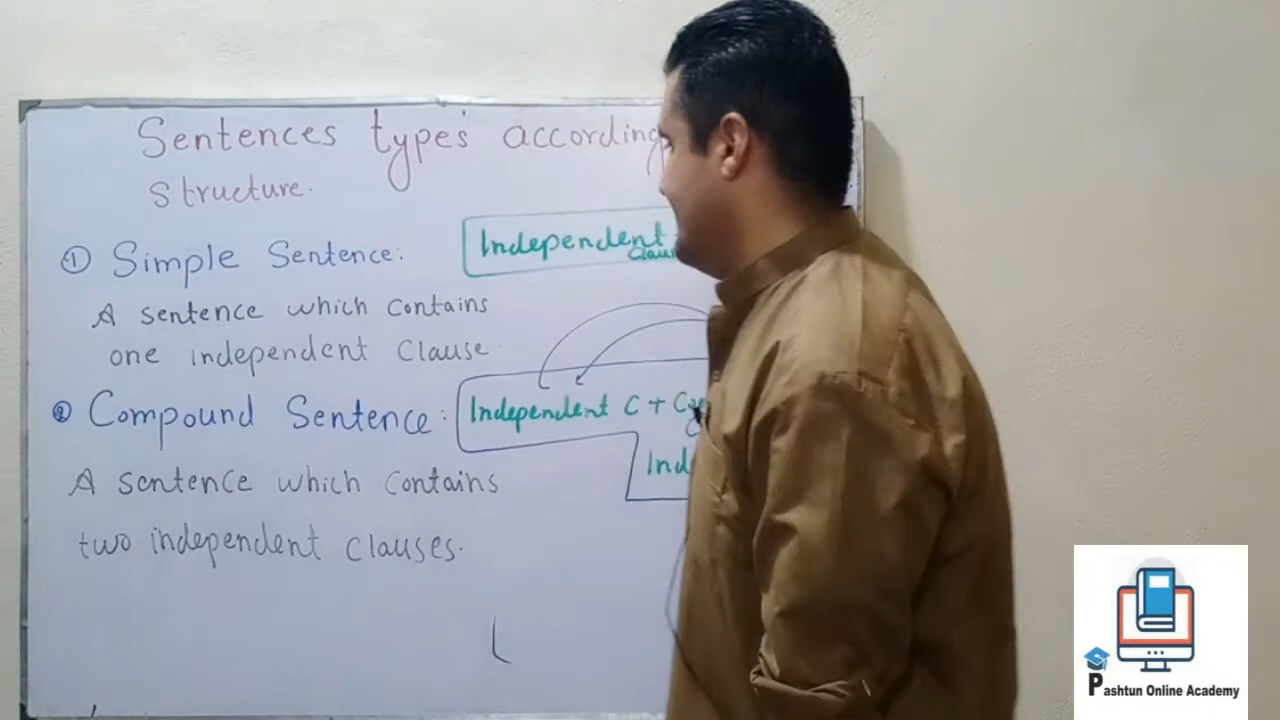 Sentences types according
structure.
① Simple Sentence:
Independent
A sentence which contains
one independent clause
② Compound Sentence:
Independent C +
A sentence which contains
two independent clauses.
Pashtun Online Academy